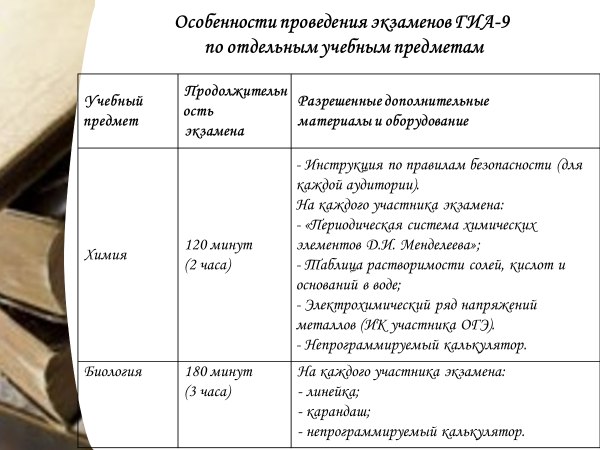 Особенности проведения экзаменов ГИА-9
по отдельным учебным предметам
Учебный
предмет
Продолжительн
ость
экзамена
Разрешенные дополнительные
материалы и оборудование
Химия
120 минут
(2 часа)
- Инструкция по правилам безопасности (для
каждой аудитории).
На каждого участника экзамена:
- «Периодическая система химических
элементов Д.И. Менделеева»;
- Таблица растворимости солей, кислот и
оснований в воде;
- Электрохимический ряд напряжений
металлов (ИК участника ОГЭ).
- Непрограммируемый калькулятор.
Биология
180 минут
(3 часа)
На каждого участника экзамена:
- линейка;
- карандаш;
- непрограммируемый калькулятор.